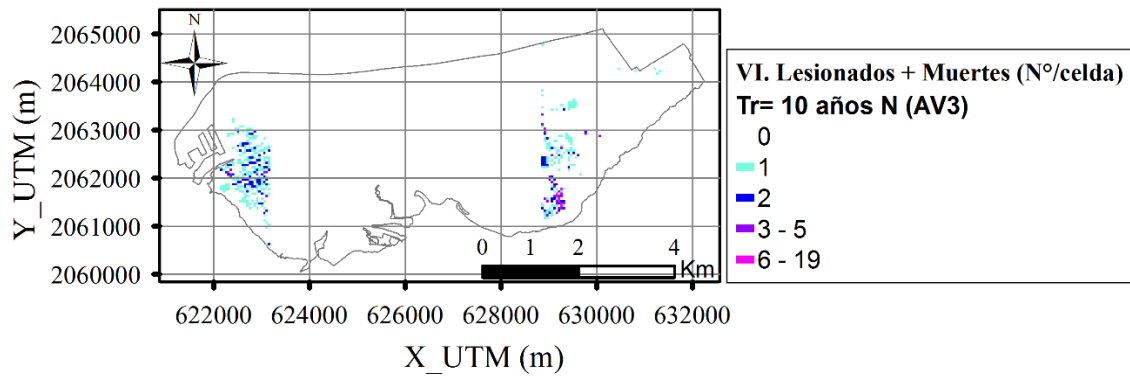 N
2065000
2064000
2063000
2062000
2061000
2060000
Y_UTM (m)
0 1 2 4
Km
622000 624000 626000 628000 630000 632000
X_UTM (m)
VI. Lesionados + Muertes (N°/celda)
Tr= 10 años N (AV3)
0
1
2
3 - 5
6 - 19